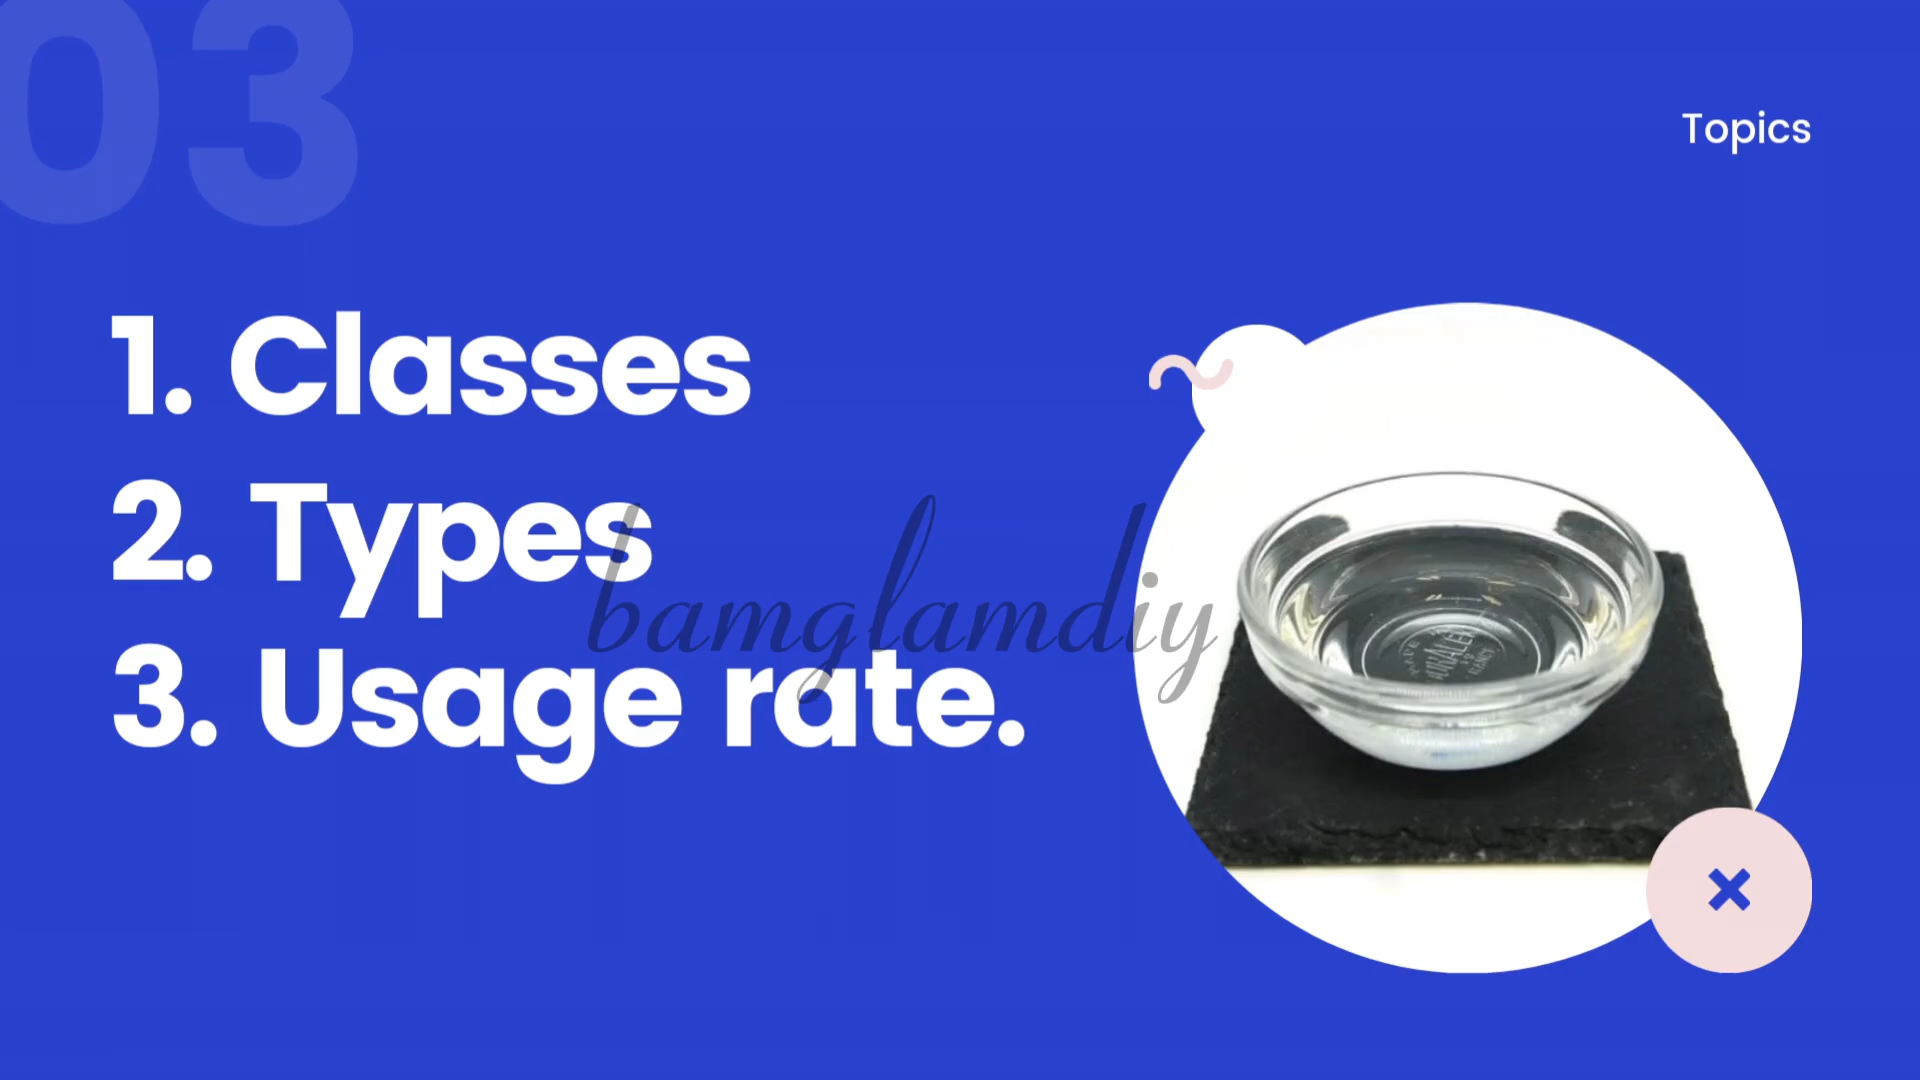 03
Topics
1. Classes
2. Types
3. Usage rate.
bamglamdiy